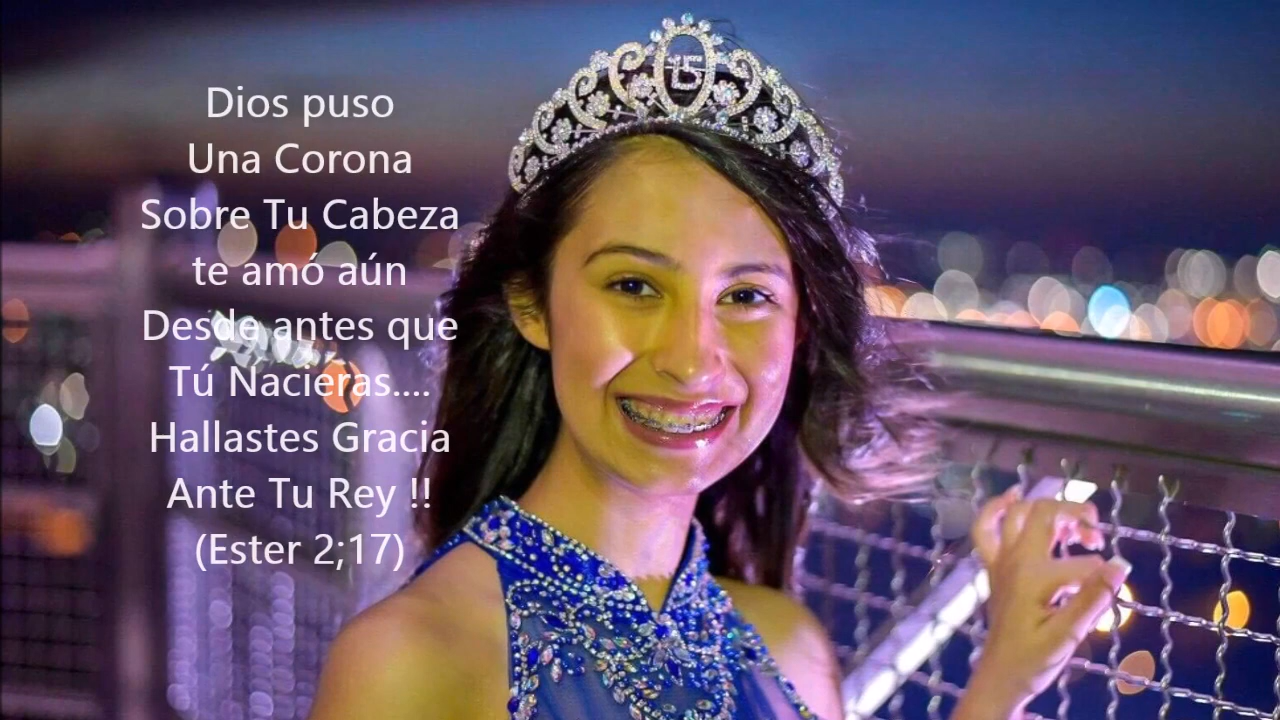 15
Dios puso
Una Corona
Sobre Tu Cabeza
te amó aún
Desde antes que
Tú Nacieras....
Hallastes Gracia
Ante Tu Rey !!
(Ester 2;17)